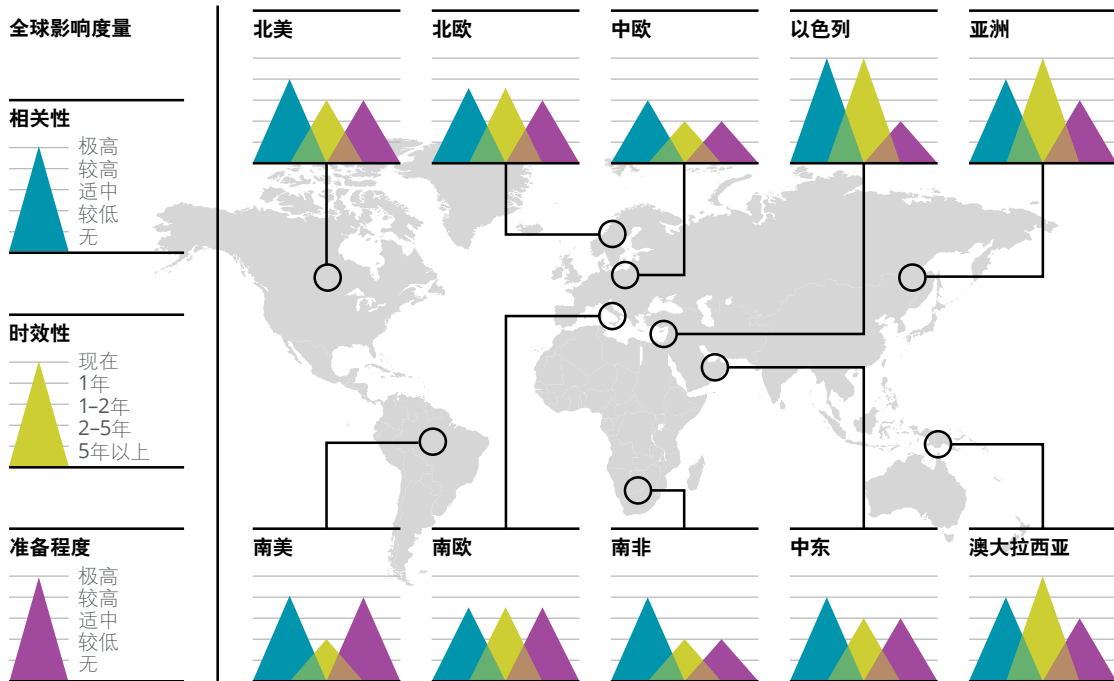 全球影响度量
相关性
极高
较高
适中
较低
无
时效性
现在
1年
1–2年
2–5年
5年以上
准备程度
极高
较高
适中
较低
无
北美
北欧
中欧
以色列
亚洲
南美
南欧
南非
中东
澳大拉西亚